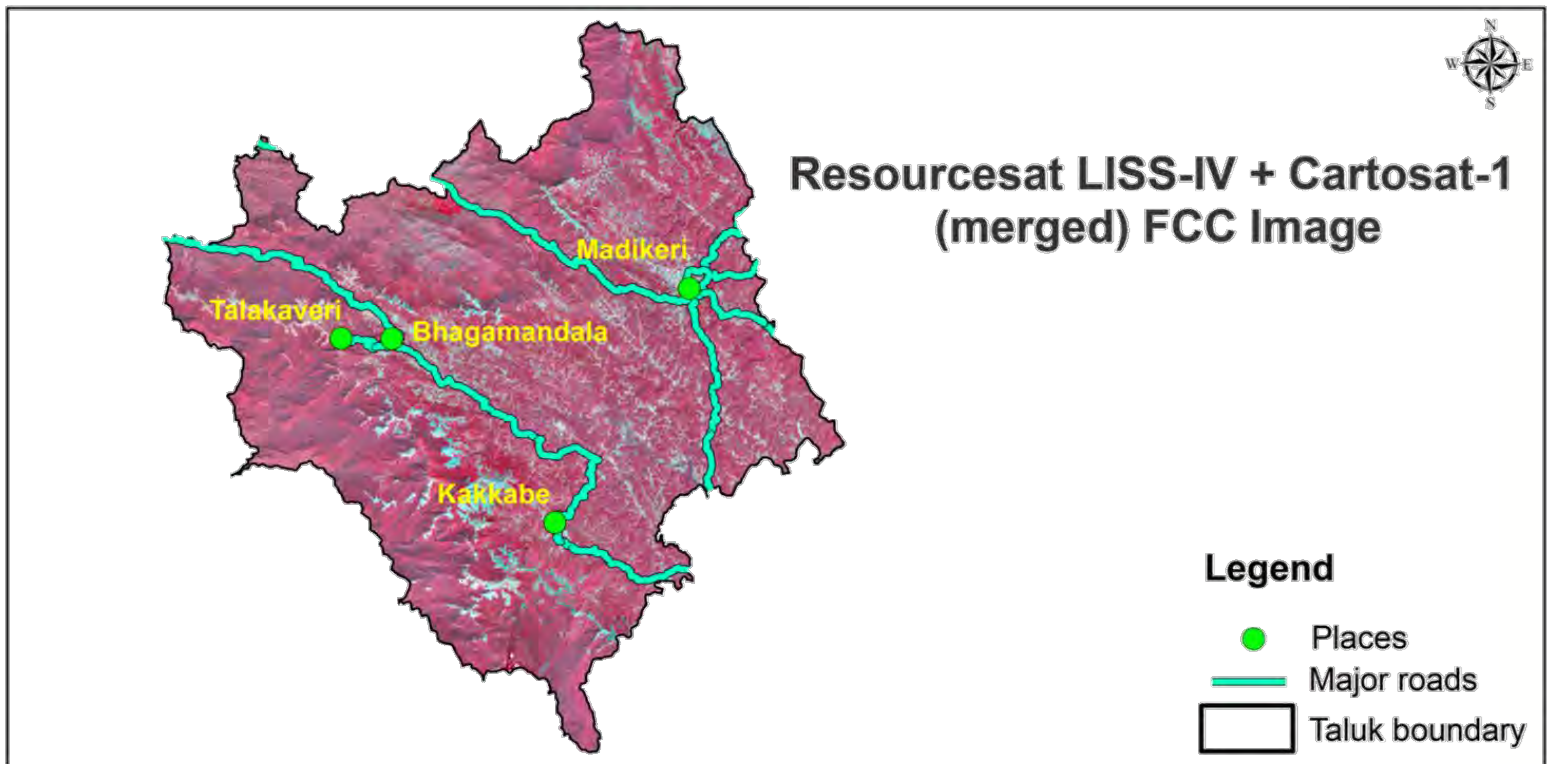 N
W E
S
Resourcesat LISS-IV + Cartosat-1
(merged) FCC Image
Madikeri
Talakaveri
Bhagamandala
Kakkabe
Legend
Places
Major roads
Taluk boundary